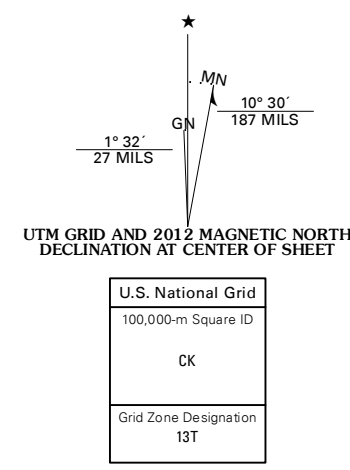 ★
MN
GN
10° 30´
187 MILS
1° 32´
27 MILS
UTM GRID AND 2012 MAGNETIC NORTH
DECLINATION AT CENTER OF SHEET
U.S. National Grid
100,000-m Square ID
CK
Grid Zone Designation
13T